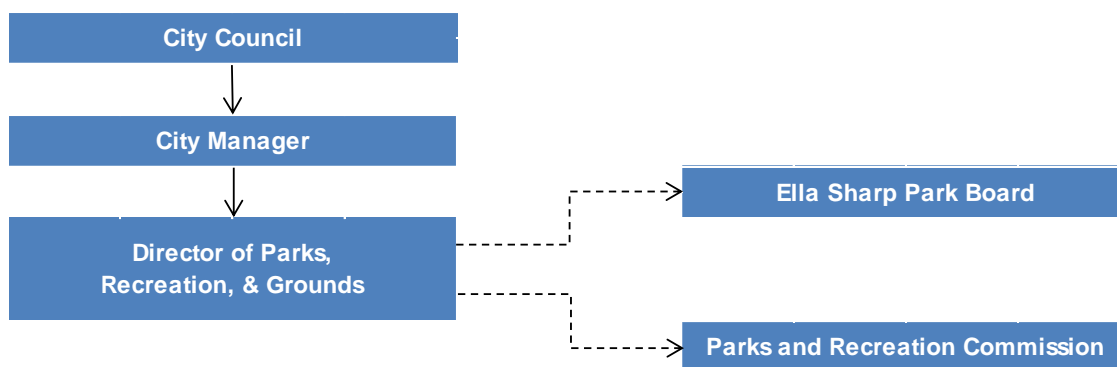 City Council
City Manager
Ella Sharp Park Board
Director of Parks,
Recreation, & Grounds
Parks and Recreation Commission